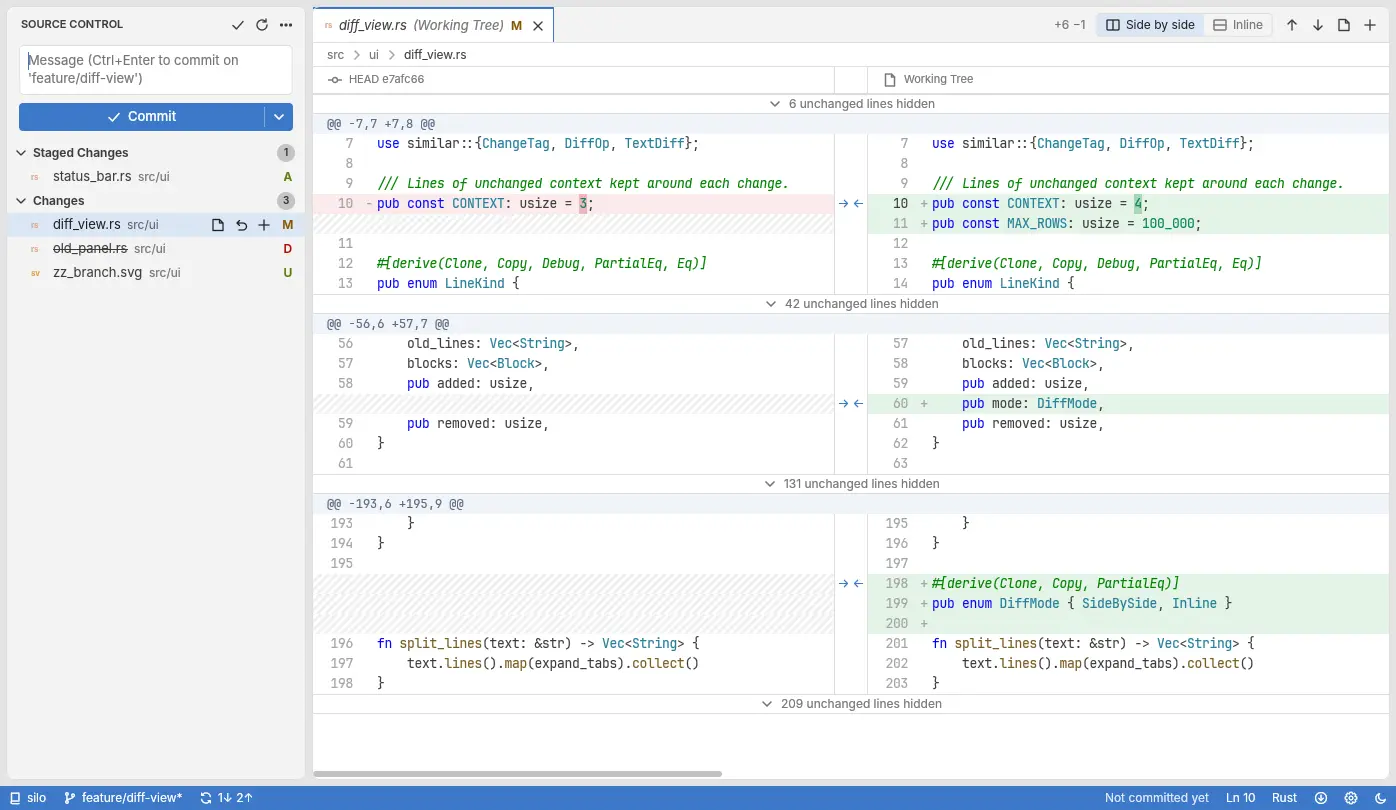 SOURCE CONTROL
Message (Ctrl+Enter to commit on
'feature/diff-view')
Commit
Staged Changes 1
rs status_bar.rs src/ui A
Changes 3
rs diff_view.rs src/ui M
rs old_panel.rs src/ui D
sv zz_branch.svg src/ui U
rs diff_view.rs (Working Tree) M
+6 −1 Side by side Inline
src ui diff_view.rs
HEAD e7afc66 Working Tree
6 unchanged lines hidden
@@ -7,7 +7,8 @@
7 use similar::{ChangeTag, DiffOp, TextDiff}; 7 use similar::{ChangeTag, DiffOp, TextDiff};
8 8
9 /// Lines of unchanged context kept around each change. 9 /// Lines of unchanged context kept around each change.
10 - pub const CONTEXT: usize = 3; 10 + pub const CONTEXT: usize = 4;
11 + pub const MAX_ROWS: usize = 100_000;
11 12
12 #[derive(Clone, Copy, Debug, PartialEq, Eq)] 13 #[derive(Clone, Copy, Debug, PartialEq, Eq)]
13 pub enum LineKind { 14 pub enum LineKind {
42 unchanged lines hidden
@@ -56,6 +57,7 @@
56 old_lines: Vec<String>, 57 old_lines: Vec<String>,
57 blocks: Vec<Block>, 58 blocks: Vec<Block>,
58 pub added: usize, 59 pub added: usize,
60 + pub mode: DiffMode,
59 pub removed: usize, 61 pub removed: usize,
60 } 62 }
61 63
131 unchanged lines hidden
@@ -193,6 +195,9 @@
193 } 195 }
194 } 196 }
195 197
198 + #[derive(Clone, Copy, PartialEq)]
199 + pub enum DiffMode { SideBySide, Inline }
200 +
196 fn split_lines(text: &str) -> Vec<String> { 201 fn split_lines(text: &str) -> Vec<String> {
197 text.lines().map(expand_tabs).collect() 202 text.lines().map(expand_tabs).collect()
198 } 203 }
209 unchanged lines hidden
silo feature/diff-view* 1↓ 2↑ Not committed yet Ln 10 Rust